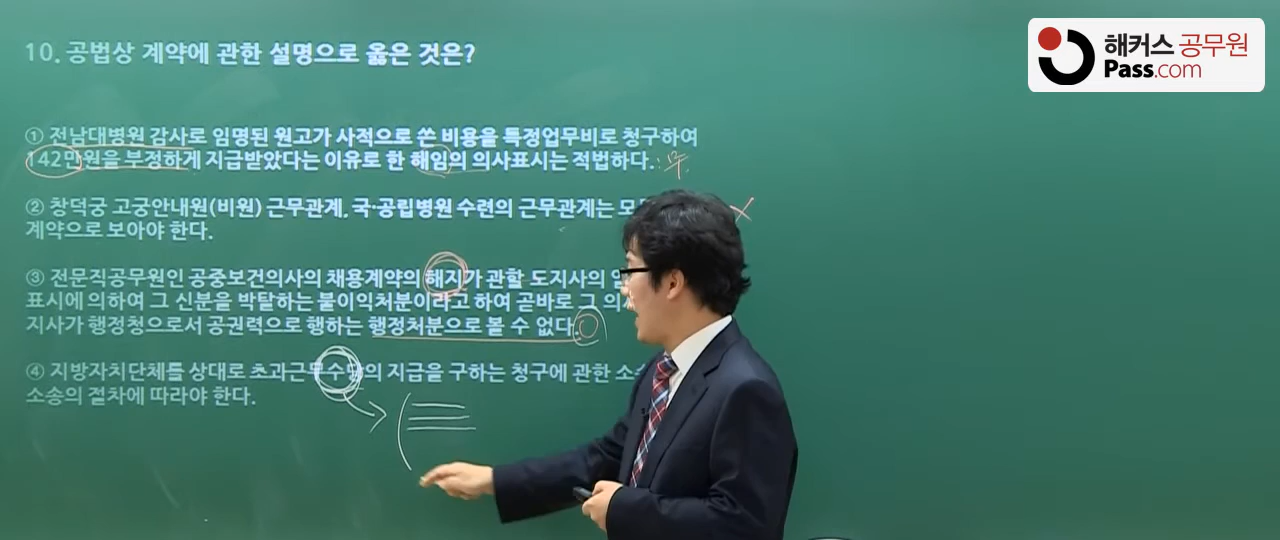 10. 공법상 계약에 관한 설명으로 옳은 것은?
해커스 공무원
Pass.com
① 전남대병원 감사로 임명된 원고가 사적으로 쓴 비용을 특정업무비로 청구하여
142만원을 부정하게 지급받았다는 이유로 한 해임의 의사표시는 적법하다.
② 창덕궁 고궁안내원(비원) 근무관계, 국·공립병원 수련의 근무관계는 모두
계약으로 보아야 한다.
③ 전문직공무원인 공중보건의사의 채용계약의 해지가 관할 도지사의
표시에 의하여 그 신분을 박탈하는 불이익처분이라고 하여 곧바로 그
지사가 행정청으로서 공권력으로 행하는 행정처분으로 볼 수 없다.
④ 지방자치단체를 상대로 초과근무수당의 지급을 구하는 청구에 관한
소송의 절차에 따라야 한다.